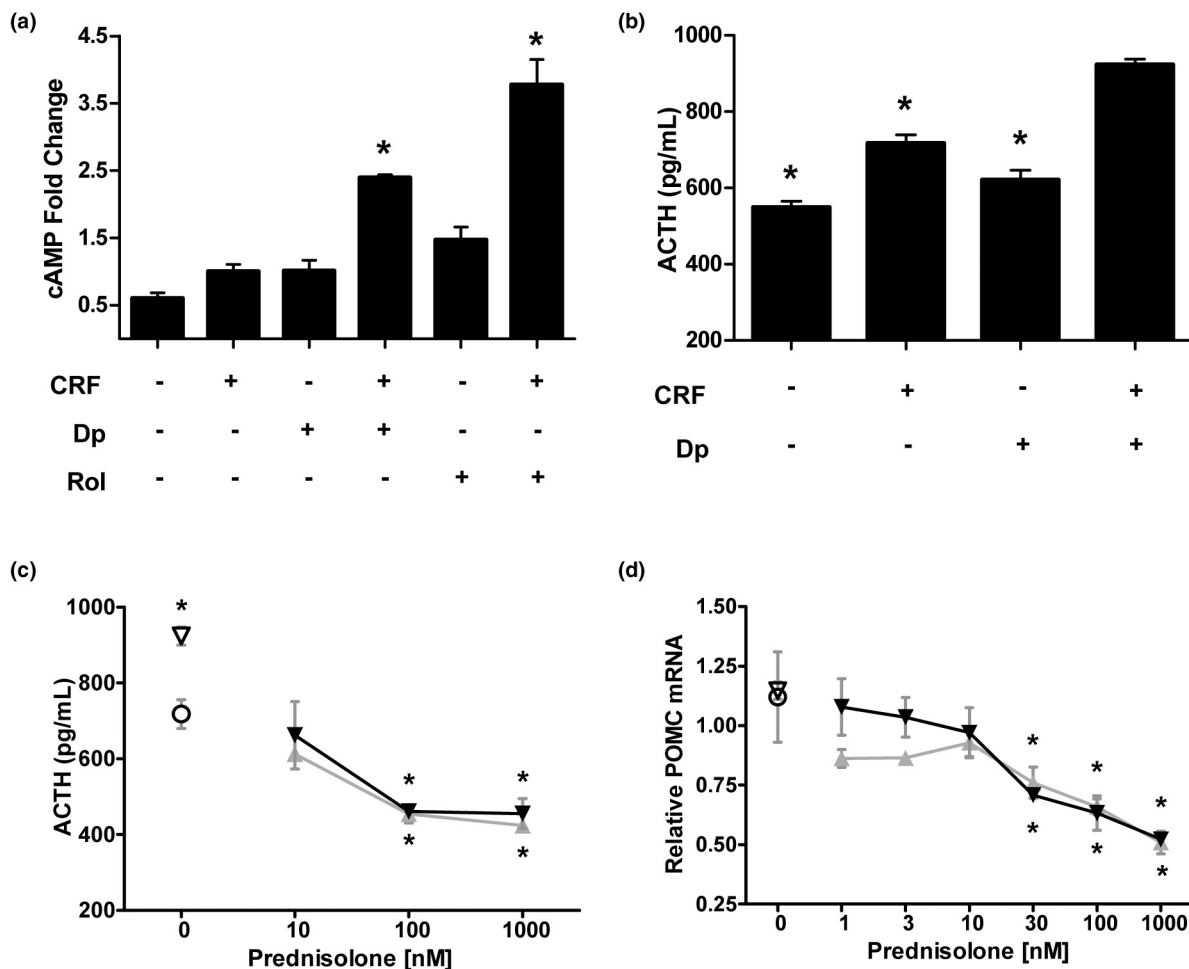 (a)
cAMP Fold Change
4.5
3.5
2.5
1.5
0.5
* *
CRF - + - + - +
Dp - - + + - -
Rol - - - - + +
(b)
ACTH (pg/mL)
1000
800
600
400
200
* * *
CRF - + - +
Dp - - + +
(c)
ACTH (pg/mL)
1000
800
600
400
200
* * *
* *
0 10 100 1000
Prednisolone [nM]
(d)
Relative POMC mRNA
1.50
1.25
1.00
0.75
0.50
0.25
* * *
* * *
0 1 3 10 30 100 1000
Prednisolone [nM]